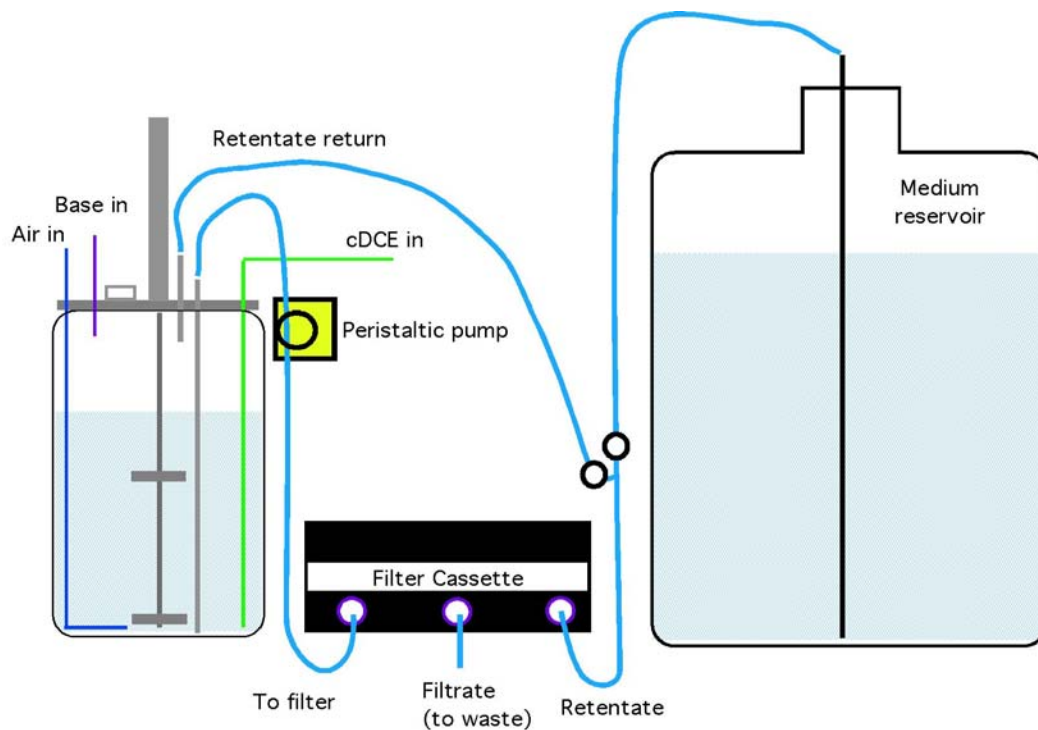 Retentate return
Base in
Air in
cDCE in
Medium
reservoir
Peristaltic pump
Filter Cassette
To filter
Filtrate
(to waste)
Retentate